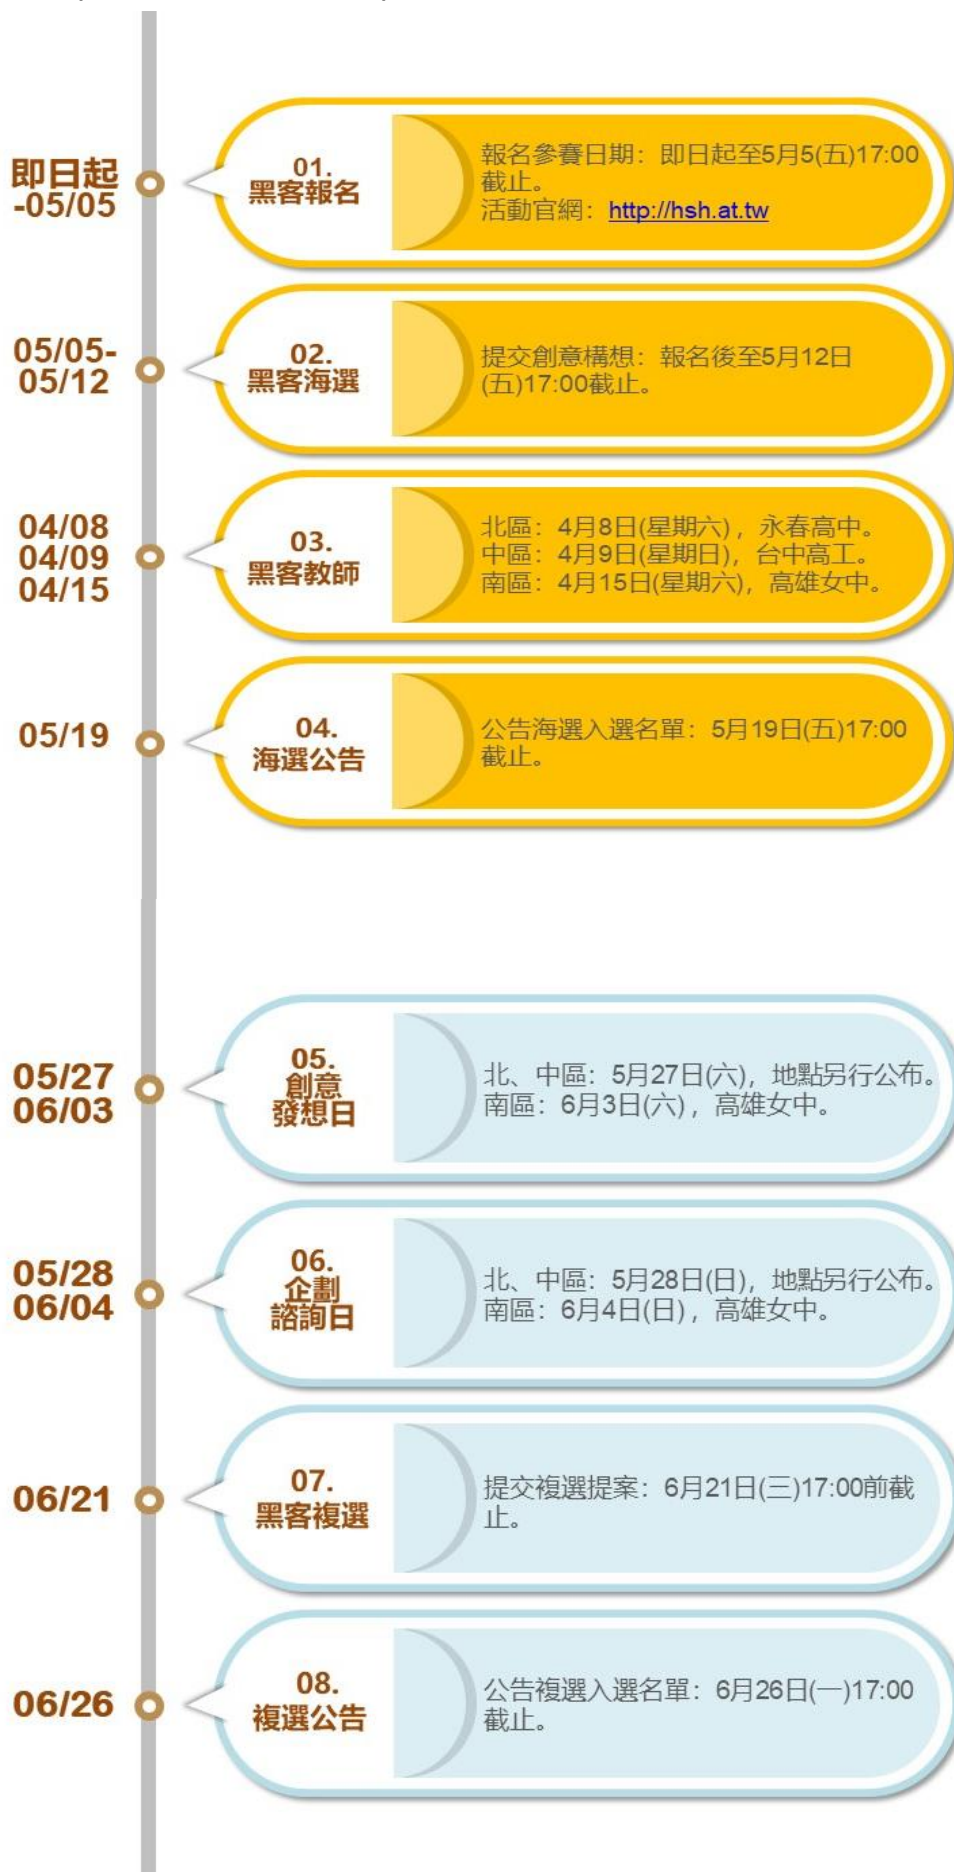 即日起
-05/05
01.
黑客報名
報名參賽日期：即日起至5月5(五)17:00
截止。
活動官網：http://hsh.at.tw
05/05-
05/12
02.
黑客海選
提交創意構想：報名後至5月12日
(五)17:00截止。
04/08
04/09
04/15
03.
黑客教師
北區：4月8日(星期六)，永春高中。
中區：4月9日(星期日)，台中高工。
南區：4月15日(星期六)，高雄女中。
05/19
04.
海選公告
公告海選入選名單：5月19日(五)17:00
截止。
05/27
06/03
05.
創意
發想日
北、中區：5月27日(六)，地點另行公布。
南區：6月3日(六)，高雄女中。
05/28
06/04
06.
企劃
諮詢日
北、中區：5月28日(日)，地點另行公布。
南區：6月4日(日)，高雄女中。
06/21
07.
黑客複選
提交複選提案：6月21日(三)17:00前截
止。
06/26
08.
複選公告
公告複選入選名單：6月26日(一)17:00
截止。